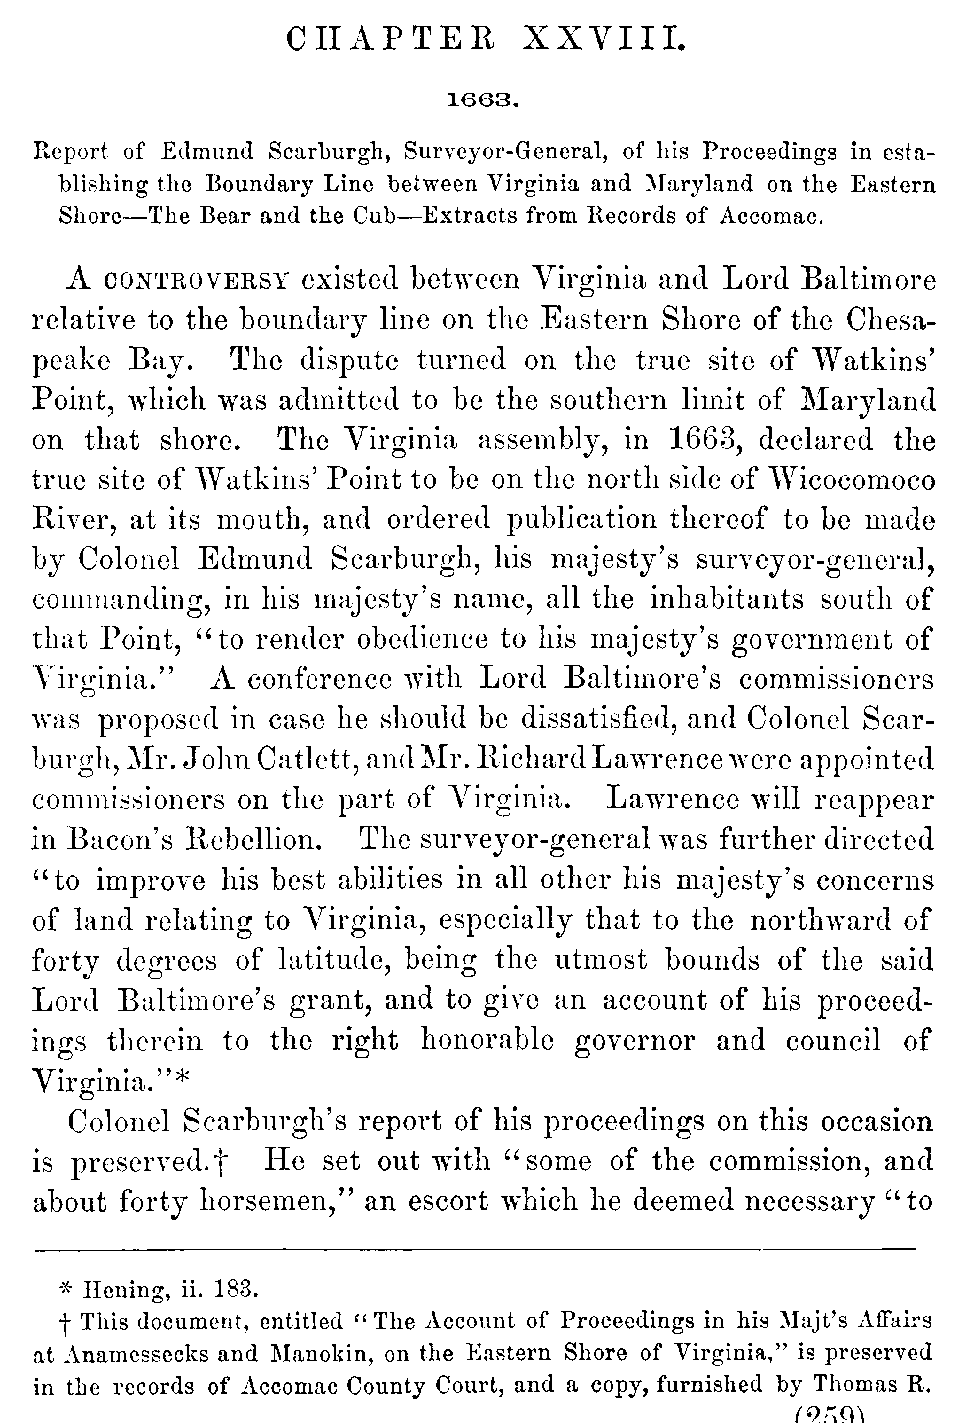 CHAPTER XXVIII.
1663.
Report of Edmund Scarburgh, Surveyor-General, of his Proceedings in esta-
blishing the Boundary Line between Virginia and Maryland on the Eastern
Shore—The Bear and the Cub—Extracts from Records of Accomac.
A CONTROVERSY existed between Virginia and Lord Baltimore
relative to the boundary line on the Eastern Shore of the Chesa-
peake Bay. The dispute turned on the true site of Watkins'
Point, which was admitted to be the southern limit of Maryland
on that shore. The Virginia assembly, in 1663, declared the
true site of Watkins' Point to be on the north side of Wicocomoco
River, at its mouth, and ordered publication thereof to be made
by Colonel Edmund Scarburgh, his majesty's surveyor-general,
commanding, in his majesty's name, all the inhabitants south of
that Point, "to render obedience to his majesty's government of
Virginia." A conference with Lord Baltimore's commissioners
was proposed in case he should be dissatisfied, and Colonel Scar-
burgh, Mr. John Catlett, and Mr. Richard Lawrence were appointed
commissioners on the part of Virginia. Lawrence will reappear
in Bacon's Rebellion. The surveyor-general was further directed
"to improve his best abilities in all other his majesty's concerns
of land relating to Virginia, especially that to the northward of
forty degrees of latitude, being the utmost bounds of the said
Lord Baltimore's grant, and to give an account of his proceed-
ings therein to the right honorable governor and council of
Virginia."*
Colonel Scarburgh's report of his proceedings on this occasion
is preserved.† He set out with "some of the commission, and
about forty horsemen," an escort which he deemed necessary "to
* Hening, ii. 183.
† This document, entitled "The Account of Proceedings in his Majt's Affairs
at Anamessecks and Manokin, on the Eastern Shore of Virginia," is preserved
in the records of Accomac County Court, and a copy, furnished by Thomas R.
(259)